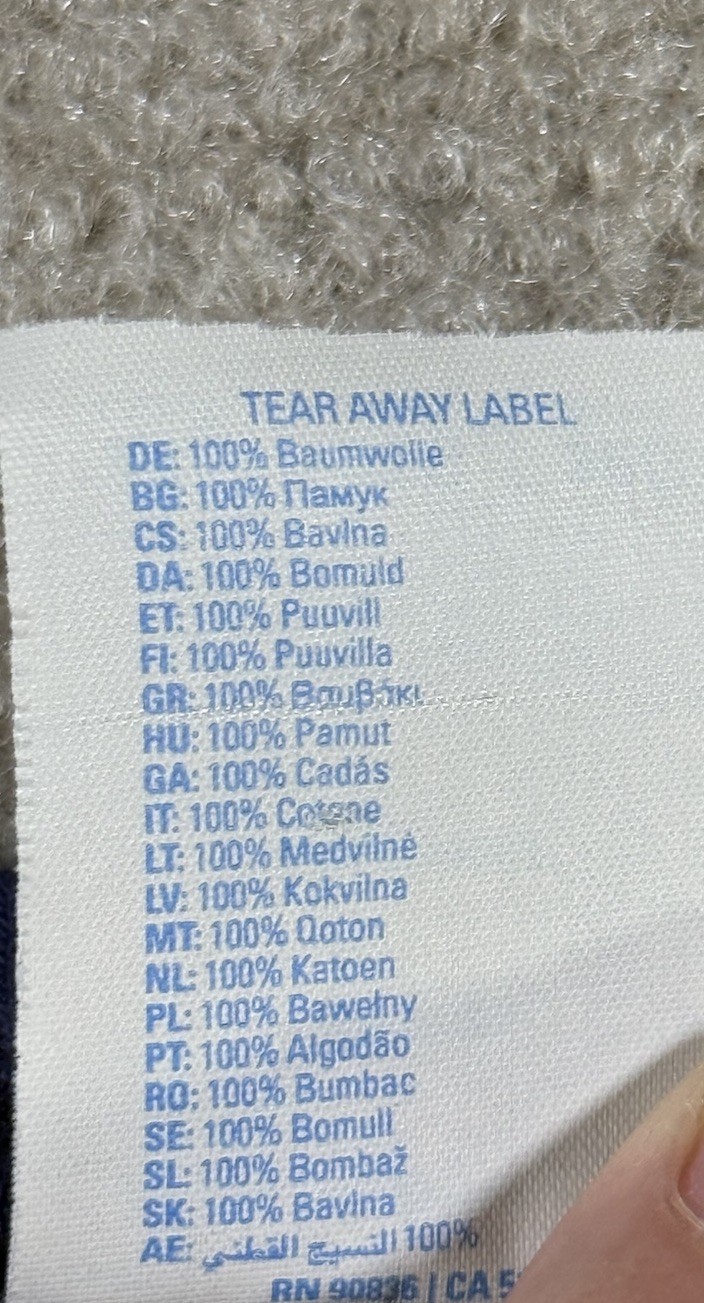 TEAR AWAY LABEL
DE: 100% Baumwolle
BG: 100% Памук
CS: 100% Bavlna
DA: 100% Bomuld
ET: 100% Puuvill
FI: 100% Puuvilla
GR: 100% Βαμβάκι
HU: 100% Pamut
GA: 100% Cadás
IT: 100% Cotone
LT: 100% Medvilnė
LV: 100% Kokvilna
MT: 100% Qoton
NL: 100% Katoen
PL: 100% Bawełny
PT: 100% Algodão
RO: 100% Bumbac
SE: 100% Bomull
SL: 100% Bombaž
SK: 100% Bavlna
AE: النسيج القطني 100%
RN 90836 | CA